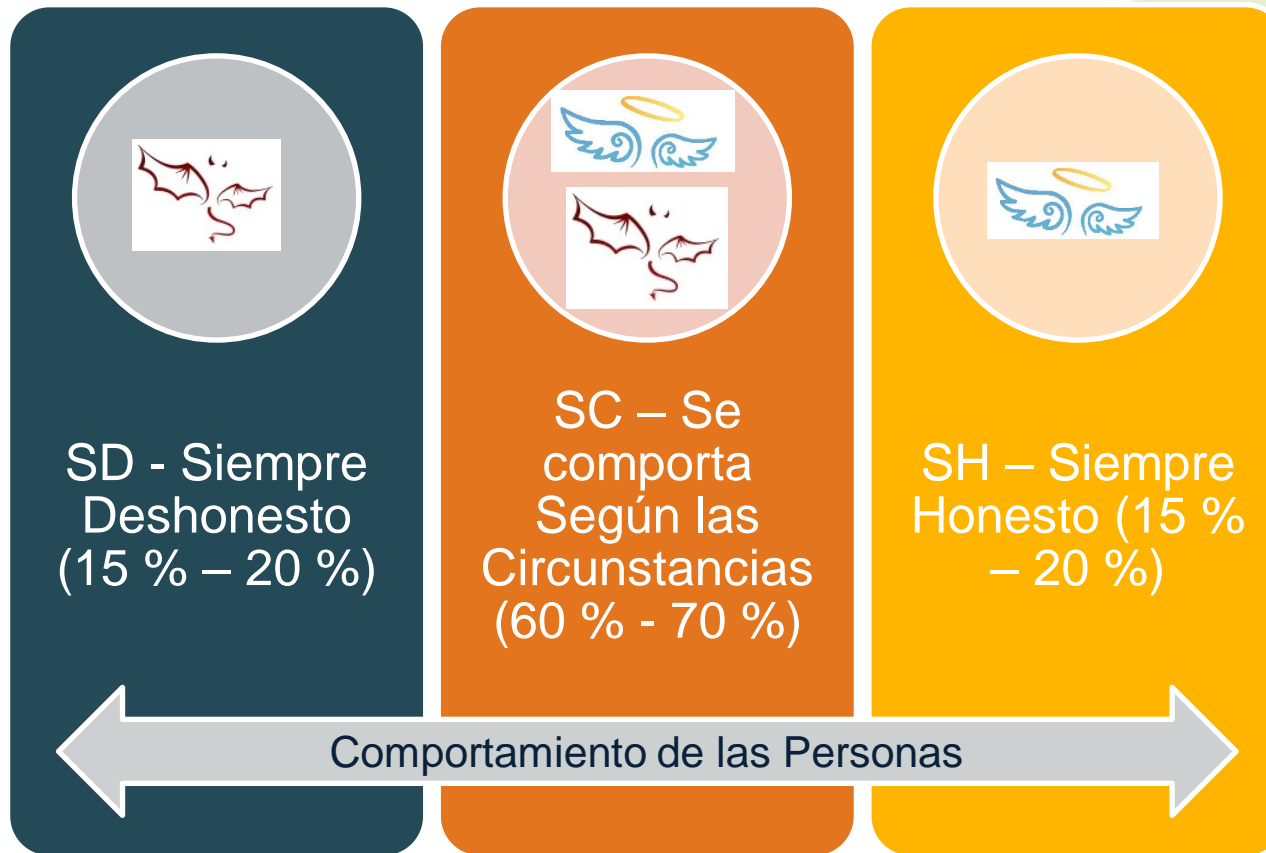 SD - Siempre
Deshonesto
(15 % – 20 %)
SC – Se
comporta
Según las
Circunstancias
(60 % - 70 %)
SH – Siempre
Honesto (15 %
– 20 %)
Comportamiento de las Personas